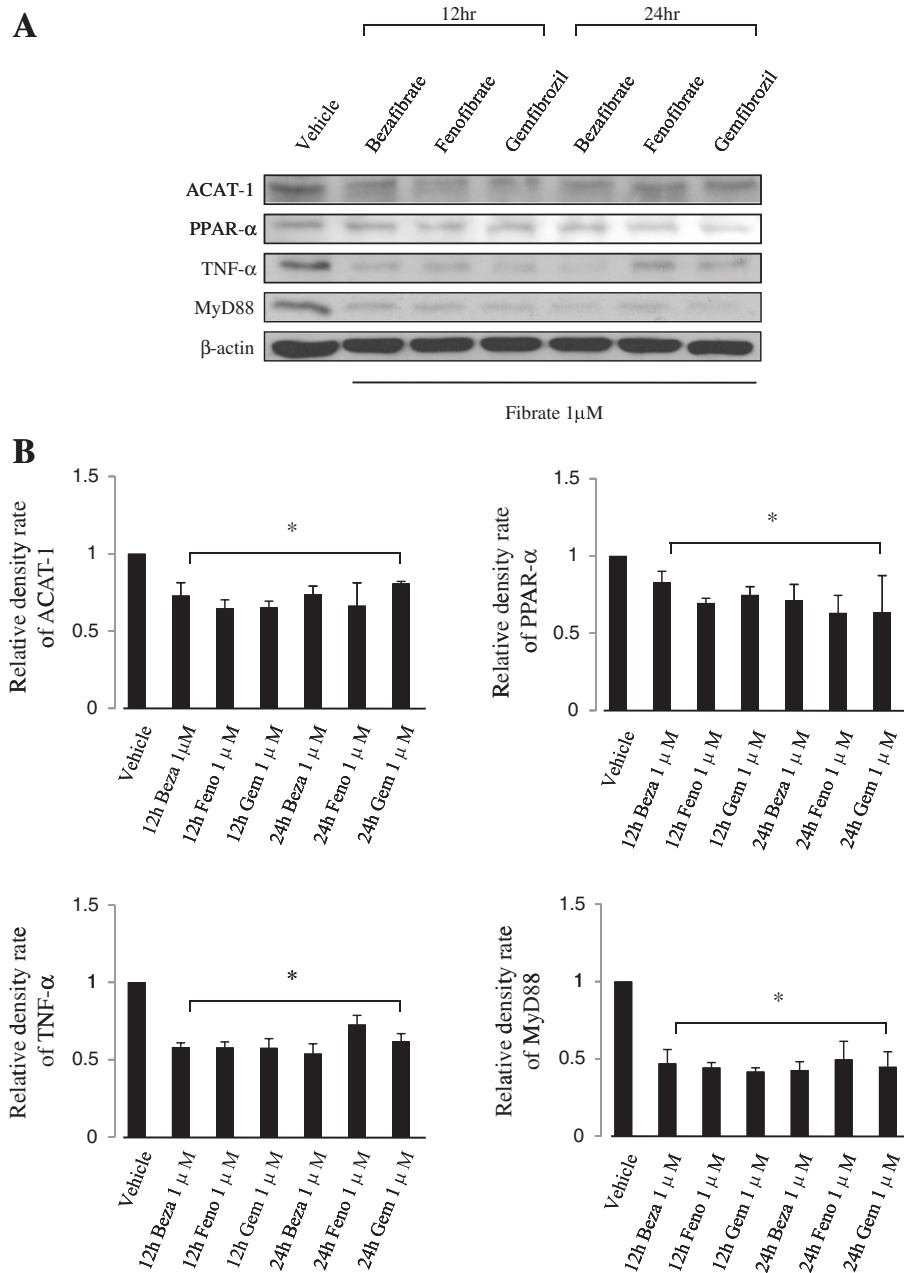 A
12hr
24hr
Vehicle
Bezafibrate
Fenofibrate
Gemfibrozil
Bezafibrate
Fenofibrate
Gemfibrozil
ACAT-1
PPAR-α
TNF-α
MyD88
β-actin
Fibrate 1μM
B
Relative density rate
of ACAT-1
1.5
1
0.5
0
*
Vehicle
12h Beza 1μM
12h Feno 1 μ M
12h Gem 1 μ M
24h Beza 1 μ M
24h Feno 1 μ M
24h Gem 1 μ M
Relative density rate
of PPAR-α
1.5
1
0.5
0
*
Vehicle
12h Beza 1 μ M
12h Feno 1 μ M
12h Gem 1 μ M
24h Beza 1 μ M
24h Feno 1 μ M
24h Gem 1 μ M
Relative density rate
of TNF-α
1.5
1
0.5
0
*
Vehicle
12h Beza 1 μ M
12h Feno 1 μ M
12h Gem 1 μ M
24h Beza 1 μ M
24h Feno 1 μ M
24h Gem 1 μ M
Relative density rate
of MyD88
1.5
1
0.5
0
*
Vehicle
12h Beza 1 μ M
12h Feno 1 μ M
12h Gem 1 μ M
24h Beza 1 μ M
24h Feno 1 μ M
24h Gem 1 μ M